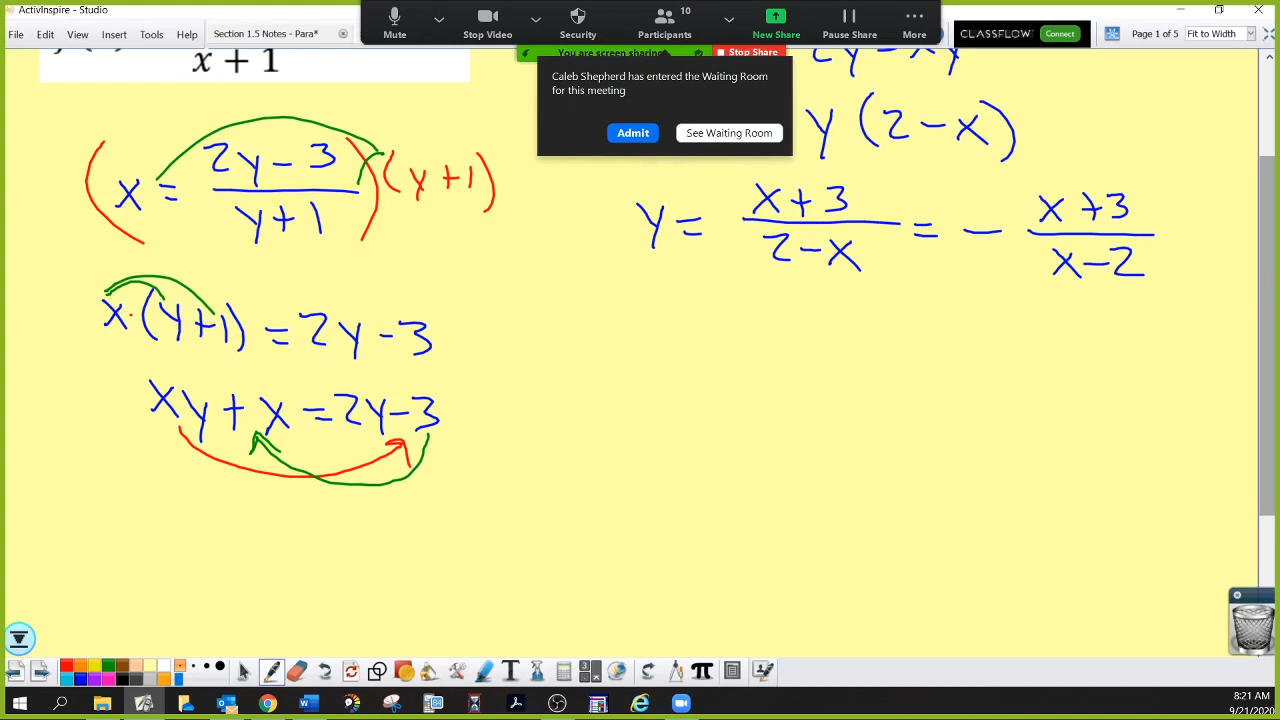 ActivInspire - Studio
File Edit View Insert Tools Help
Section 1.5 Notes - Para*
Mute Stop Video Security Participants 10 New Share Pause Share More
CLASSFLOW Connect
Page 1 of 5 Fit to Width
You are screen sharing Stop Share
Caleb Shepherd has entered the Waiting Room
for this meeting
Admit See Waiting Room
x + 1
(x = (2y - 3)/(y + 1)) (y + 1)
x·(y+1) = 2y - 3
xy + x = 2y - 3
2y - xy
y (2 - x)
y = (x + 3)/(2 - x) = - (x + 3)/(x - 2)
8:21 AM
9/21/2020